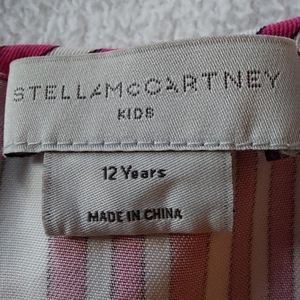 STELLAMcCARTNEY
KIDS
12 Years
MADE IN CHINA